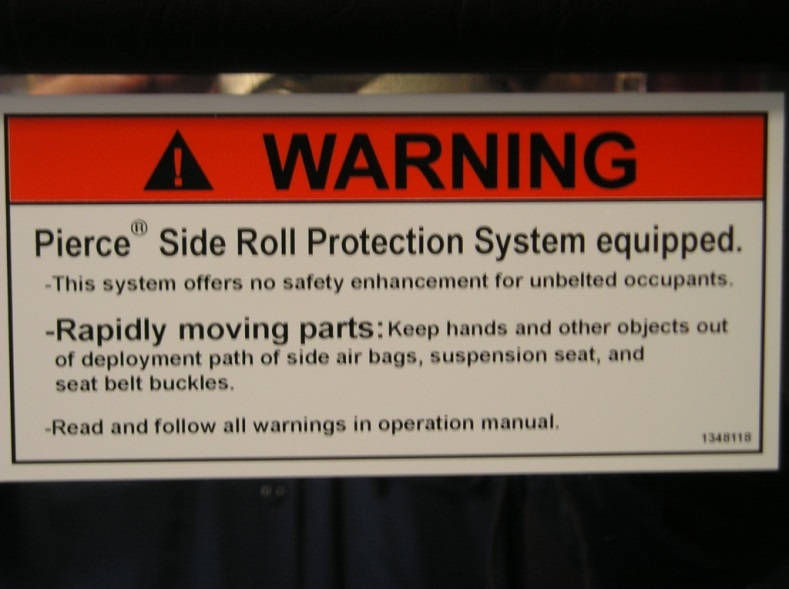 WARNING
Pierce® Side Roll Protection System equipped.
-This system offers no safety enhancement for unbelted occupants.
-Rapidly moving parts: Keep hands and other objects out
of deployment path of side air bags, suspension seat, and
seat belt buckles.
-Read and follow all warnings in operation manual.
1348118